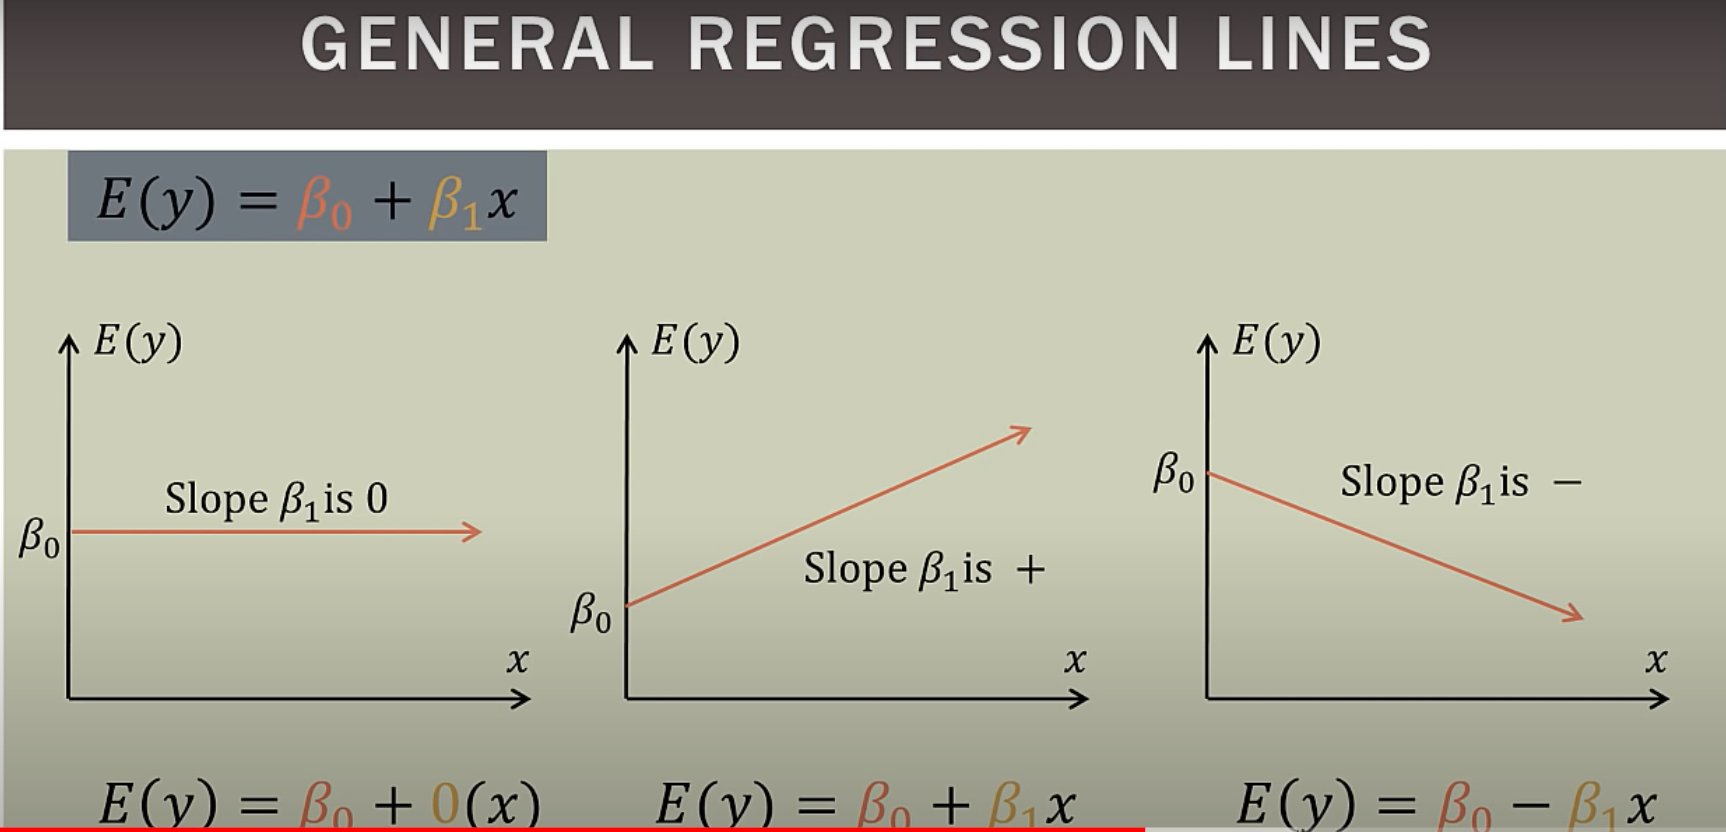 GENERAL REGRESSION LINES
E(y) = β₀ + β₁x
E(y)
Slope β₁ is 0
β₀
x
E(y) = β₀ + 0(x)
E(y)
Slope β₁ is +
β₀
x
E(y) = β₀ + β₁x
E(y)
β₀
Slope β₁ is −
x
E(y) = β₀ − β₁x